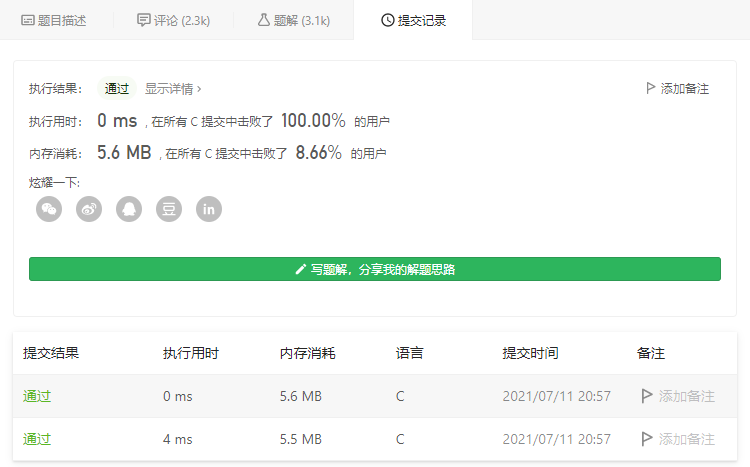 题目描述 评论 (2.3k) 题解 (3.1k) 提交记录
执行结果： 通过 显示详情 › 添加备注
执行用时： 0 ms , 在所有 C 提交中击败了 100.00% 的用户
内存消耗： 5.6 MB , 在所有 C 提交中击败了 8.66% 的用户
炫耀一下:
豆 in
写题解，分享我的解题思路
提交结果 执行用时 内存消耗 语言 提交时间 备注
通过 0 ms 5.6 MB C 2021/07/11 20:57 添加备注
通过 4 ms 5.5 MB C 2021/07/11 20:57 添加备注